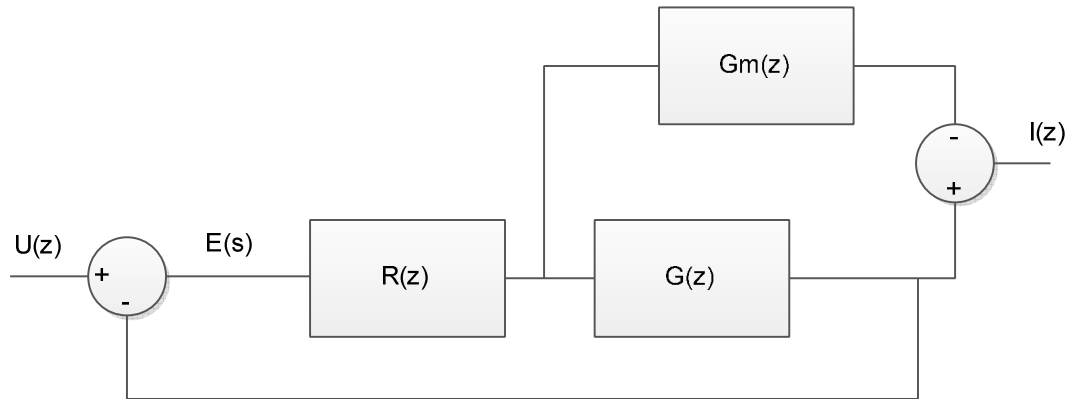 Gm(z)
-
I(z)
+
U(z)
E(s)
+
-
R(z)
G(z)